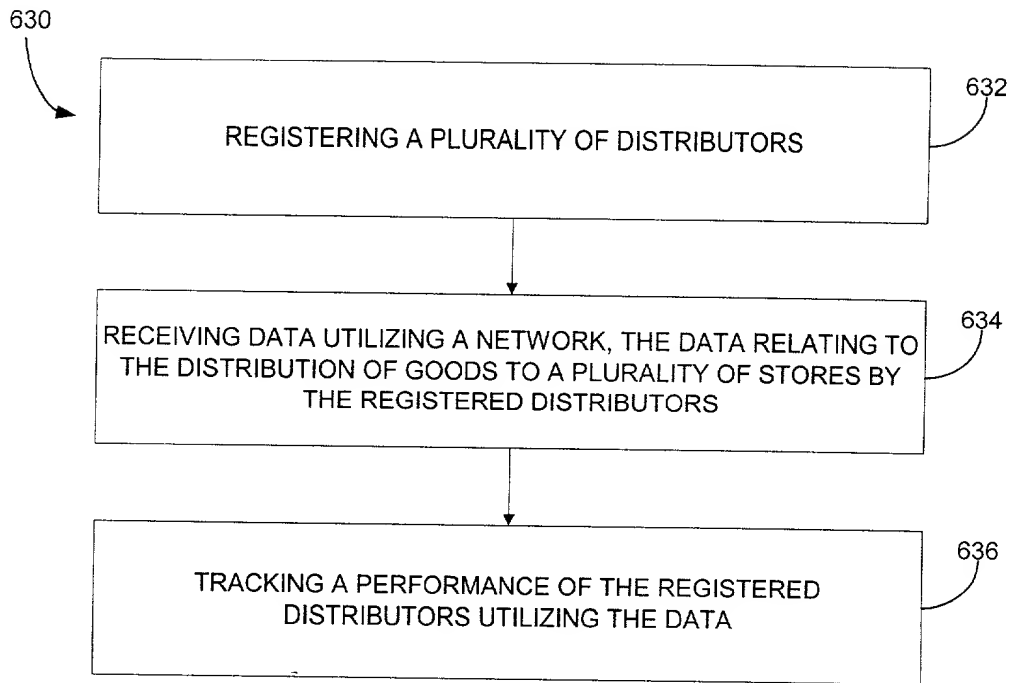 630
632
REGISTERING A PLURALITY OF DISTRIBUTORS
634
RECEIVING DATA UTILIZING A NETWORK, THE DATA RELATING TO
THE DISTRIBUTION OF GOODS TO A PLURALITY OF STORES BY
THE REGISTERED DISTRIBUTORS
636
TRACKING A PERFORMANCE OF THE REGISTERED
DISTRIBUTORS UTILIZING THE DATA